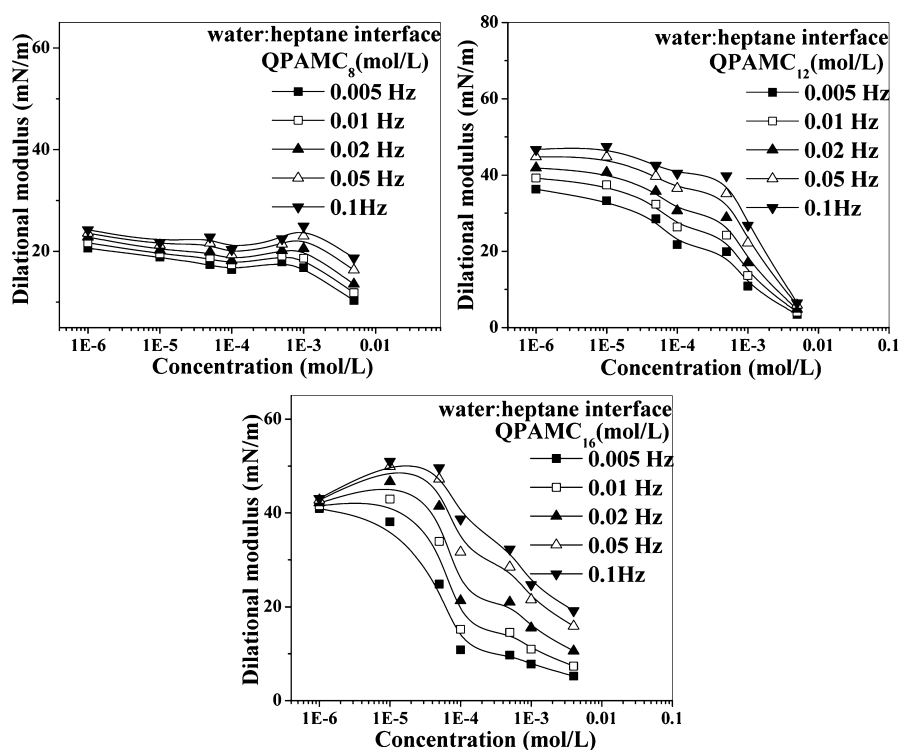 water:heptane interface
QPAMC8(mol/L)
0.005 Hz
0.01 Hz
0.02 Hz
0.05 Hz
0.1Hz
60
40
20
Dilational modulus (mN/m)
1E-6 1E-5 1E-4 1E-3 0.01
Concentration (mol/L)
water:heptane interface
QPAMC12(mol/L)
0.005 Hz
0.01 Hz
0.02 Hz
0.05 Hz
0.1Hz
80
60
40
20
0
Dilational modulus (mN/m)
1E-6 1E-5 1E-4 1E-3 0.01 0.1
Concentration (mol/L)
water:heptane interface
QPAMC16(mol/L)
0.005 Hz
0.01 Hz
0.02 Hz
0.05 Hz
0.1Hz
60
40
20
0
Dilational modulus (mN/m)
1E-6 1E-5 1E-4 1E-3 0.01 0.1
Concentration (mol/L)